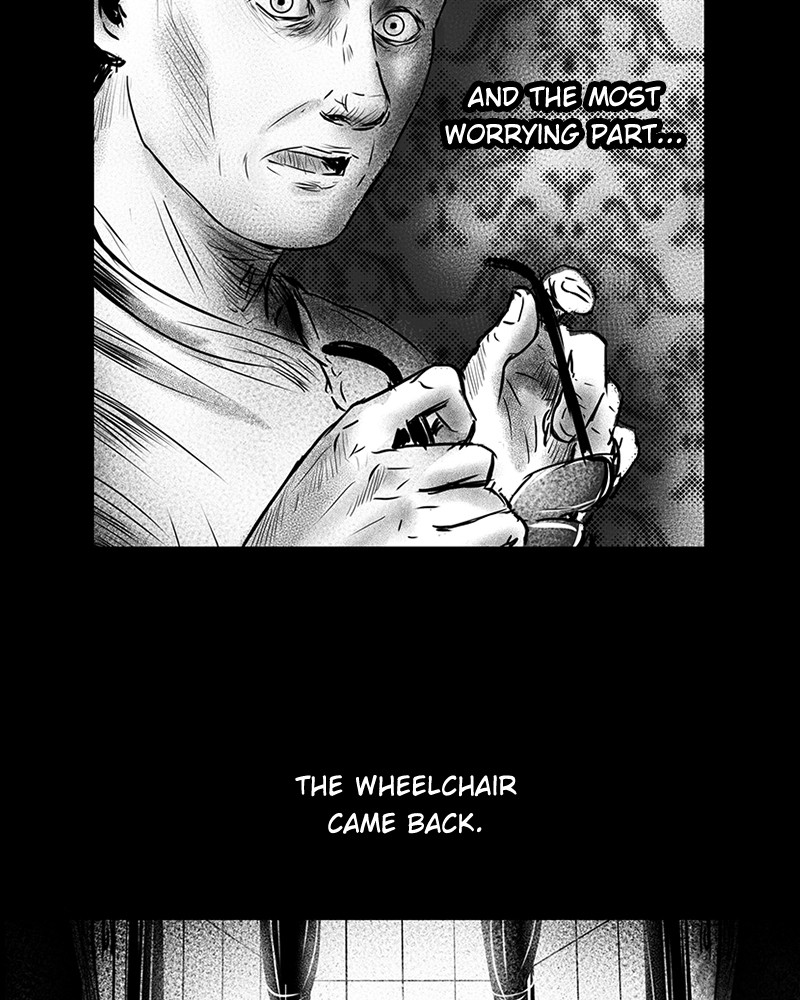 AND THE MOST
WORRYING PART...
THE WHEELCHAIR
CAME BACK.